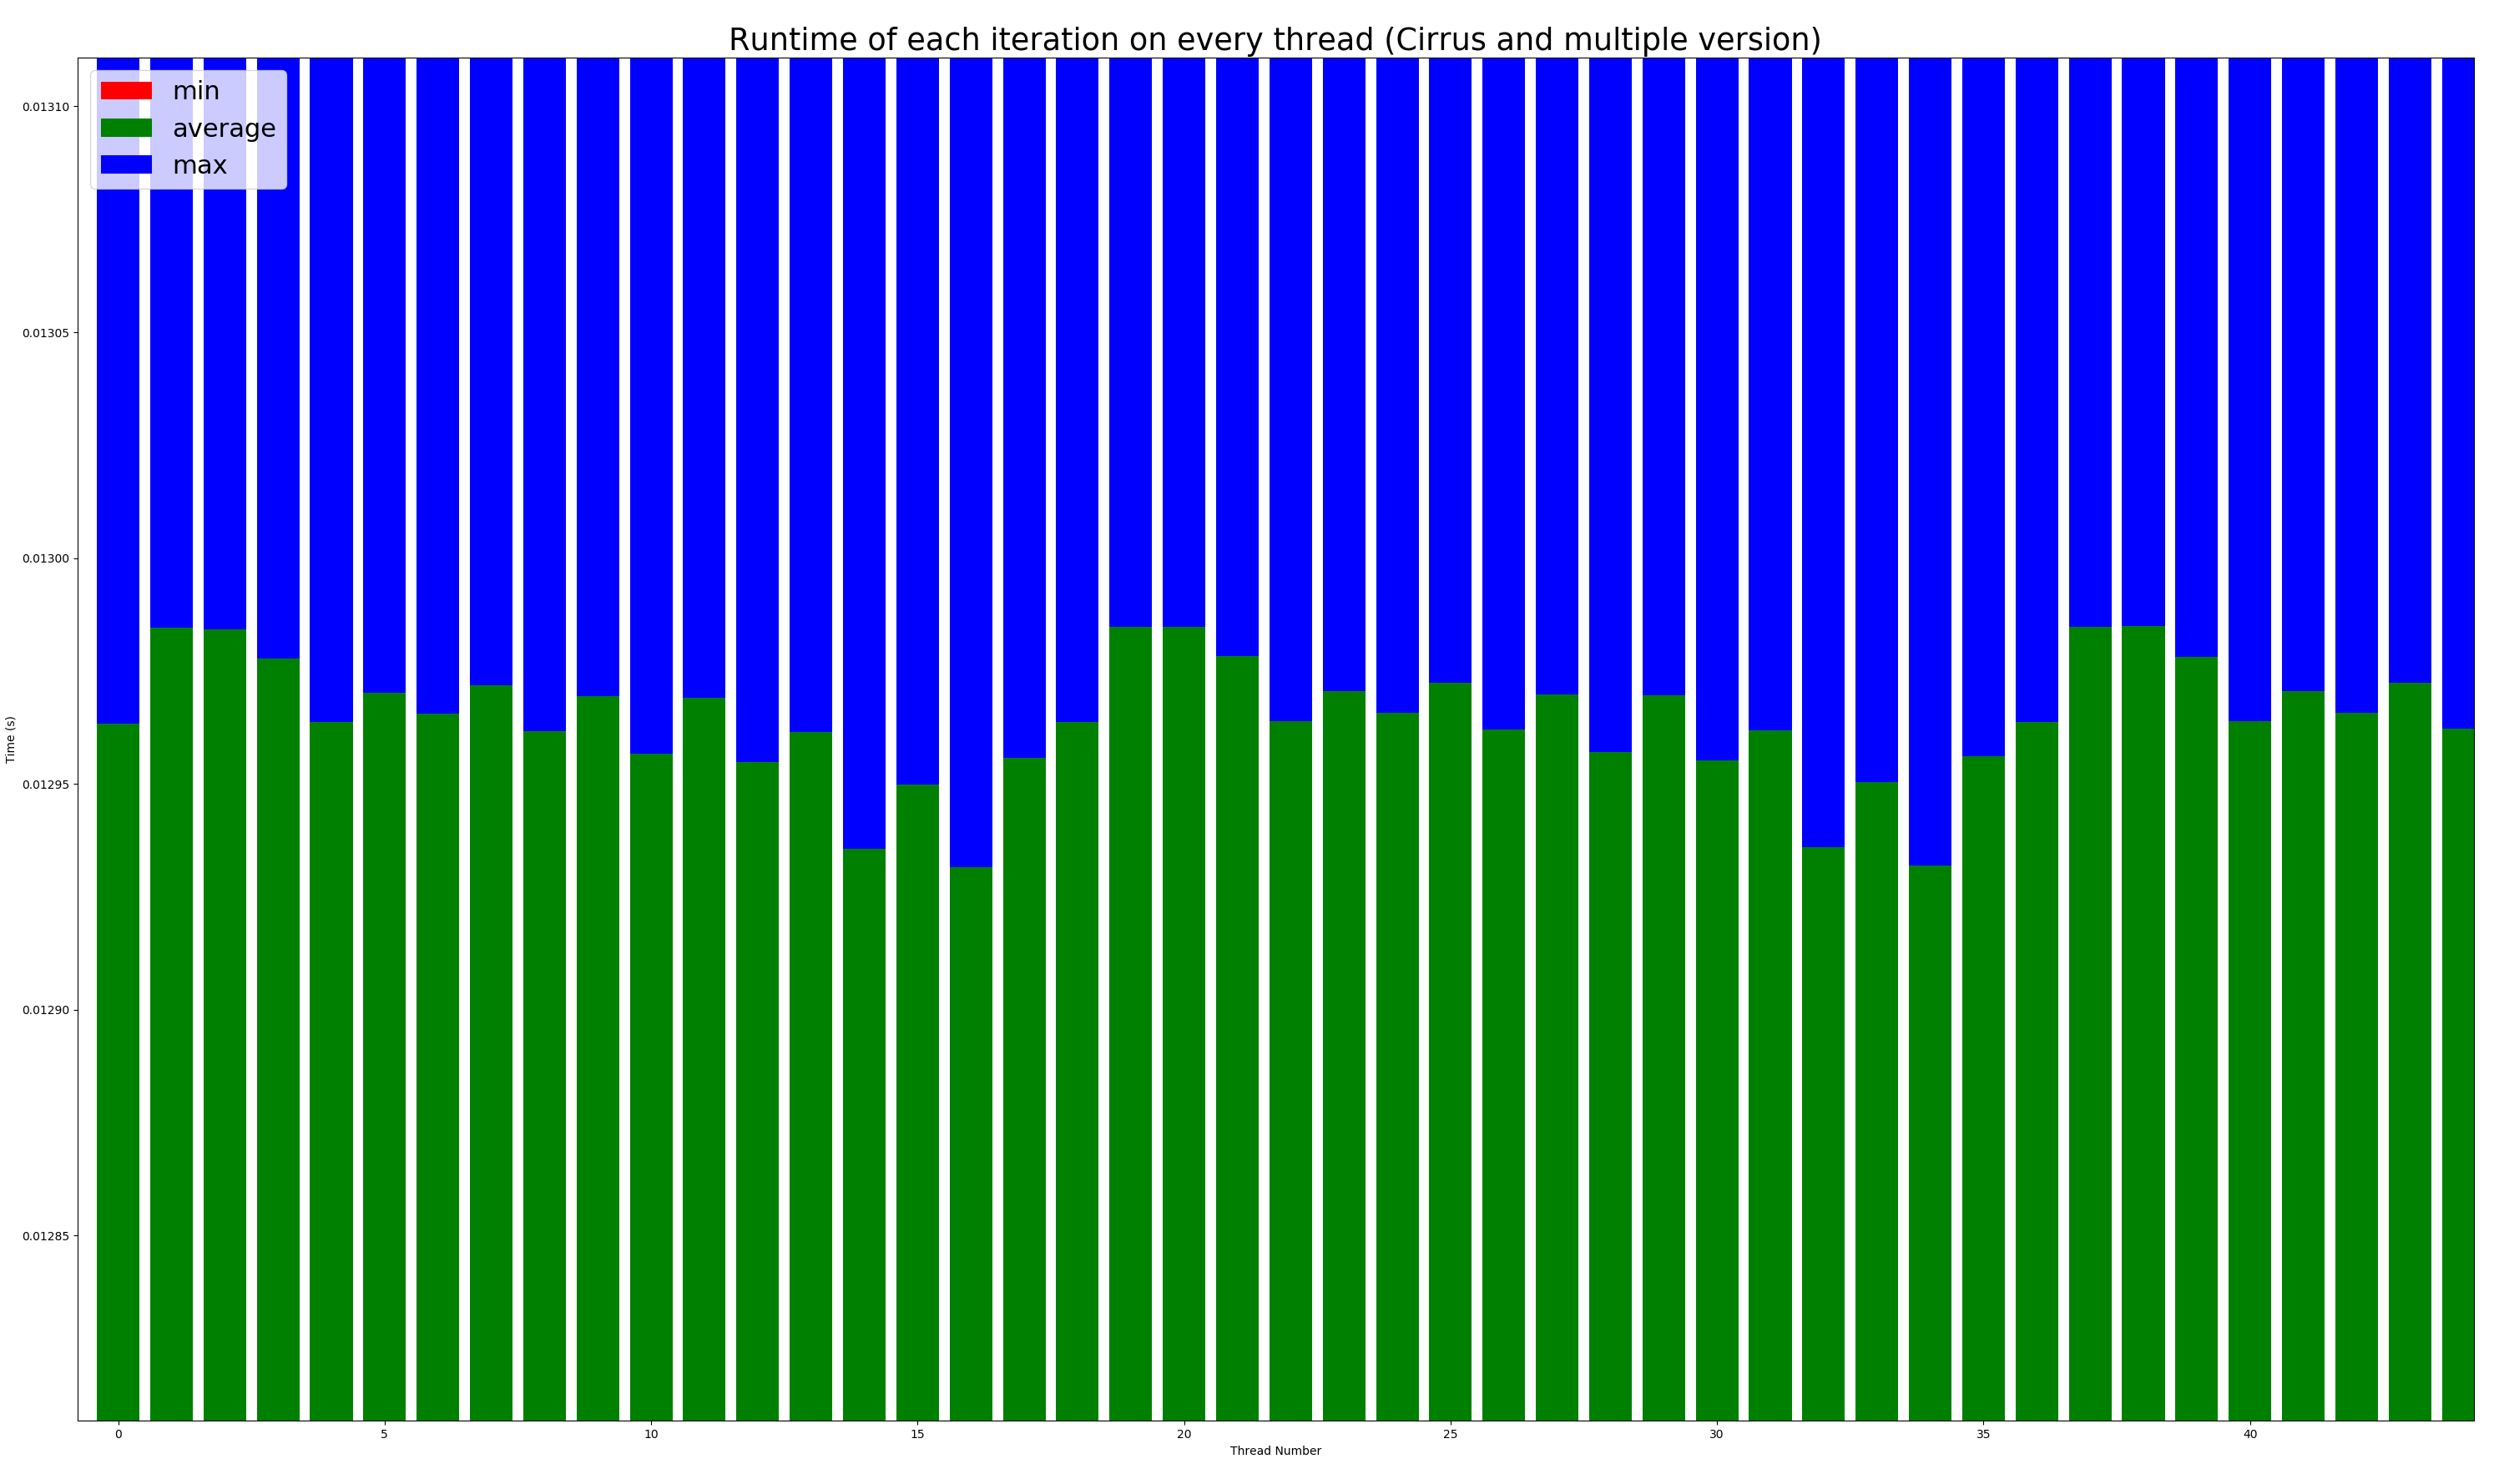 Runtime of each iteration on every thread (Cirrus and multiple version)
min
average
max
0.01310
0.01305
0.01300
0.01295
0.01290
0.01285
Time (s)
0 5 10 15 20 25 30 35 40
Thread Number